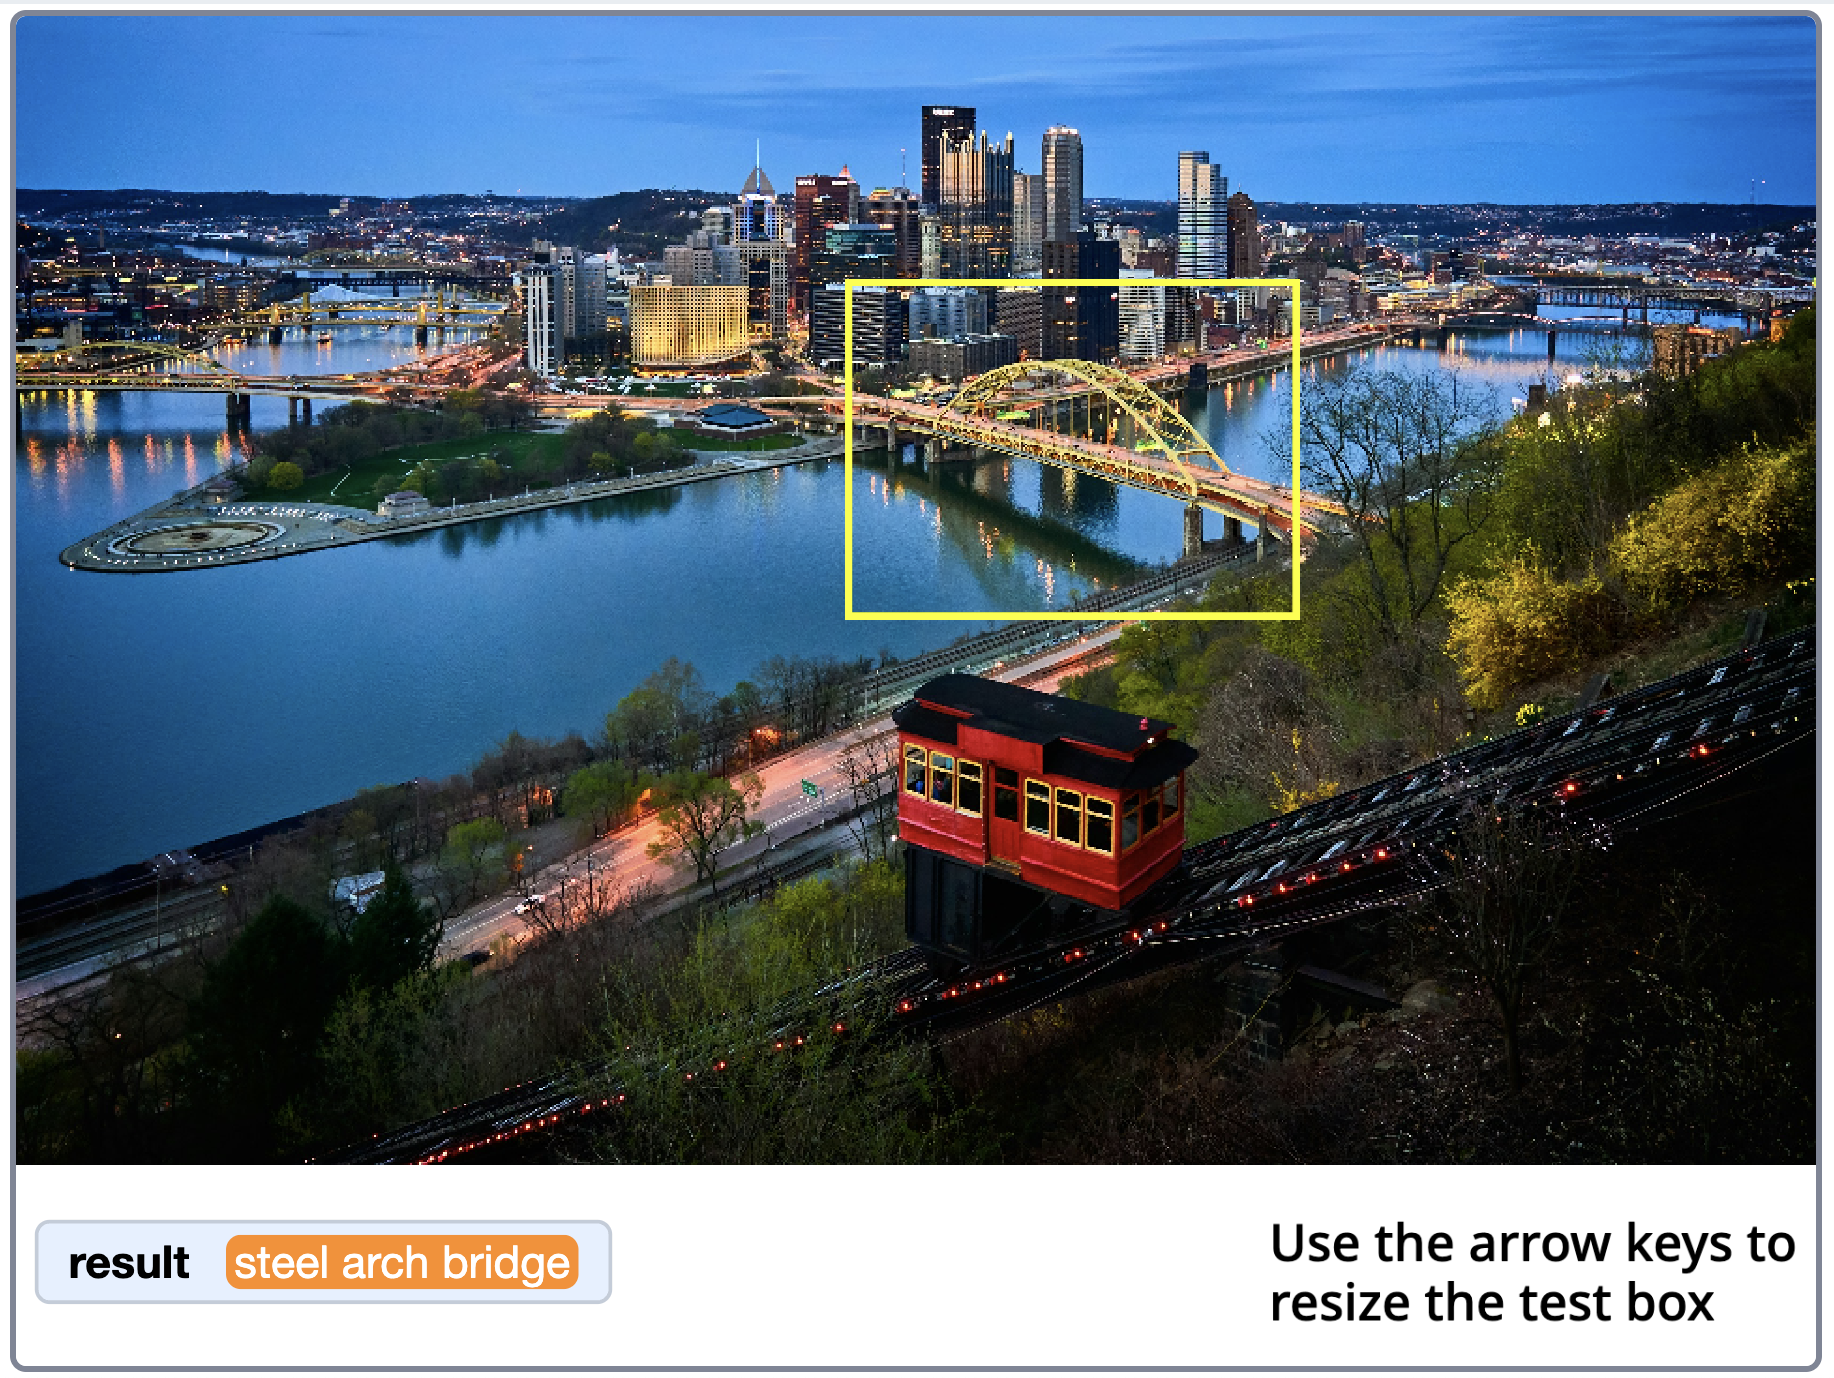 result steel arch bridge
Use the arrow keys to
resize the test box